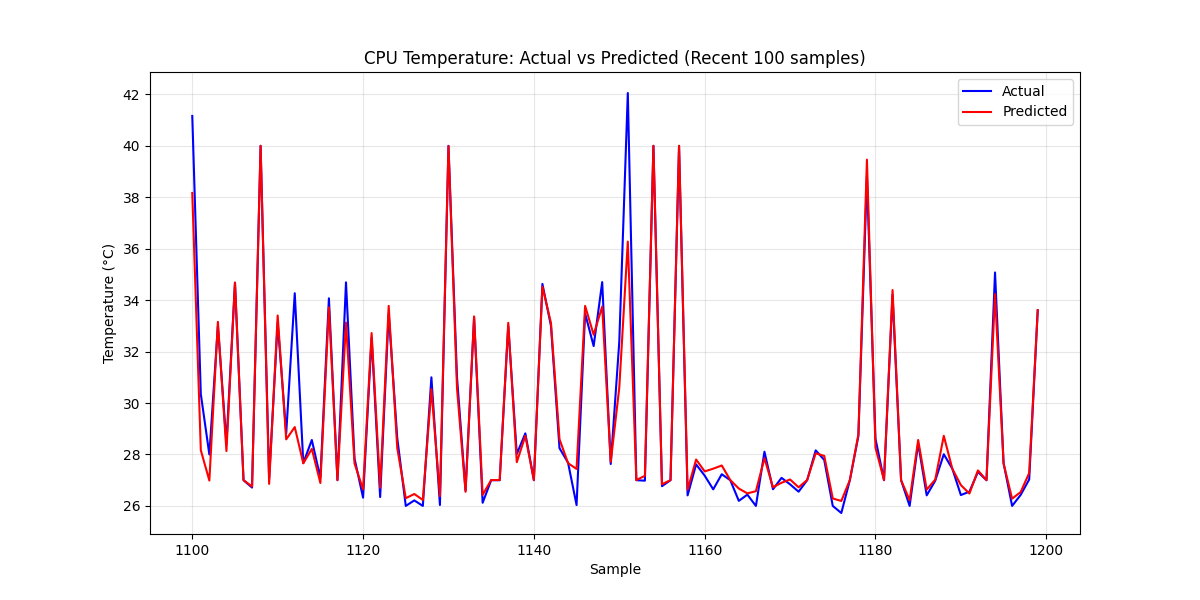 CPU Temperature: Actual vs Predicted (Recent 100 samples)
Actual
Predicted
Temperature (°C)
42
40
38
36
34
32
30
28
26
1100 1120 1140 1160 1180 1200
Sample